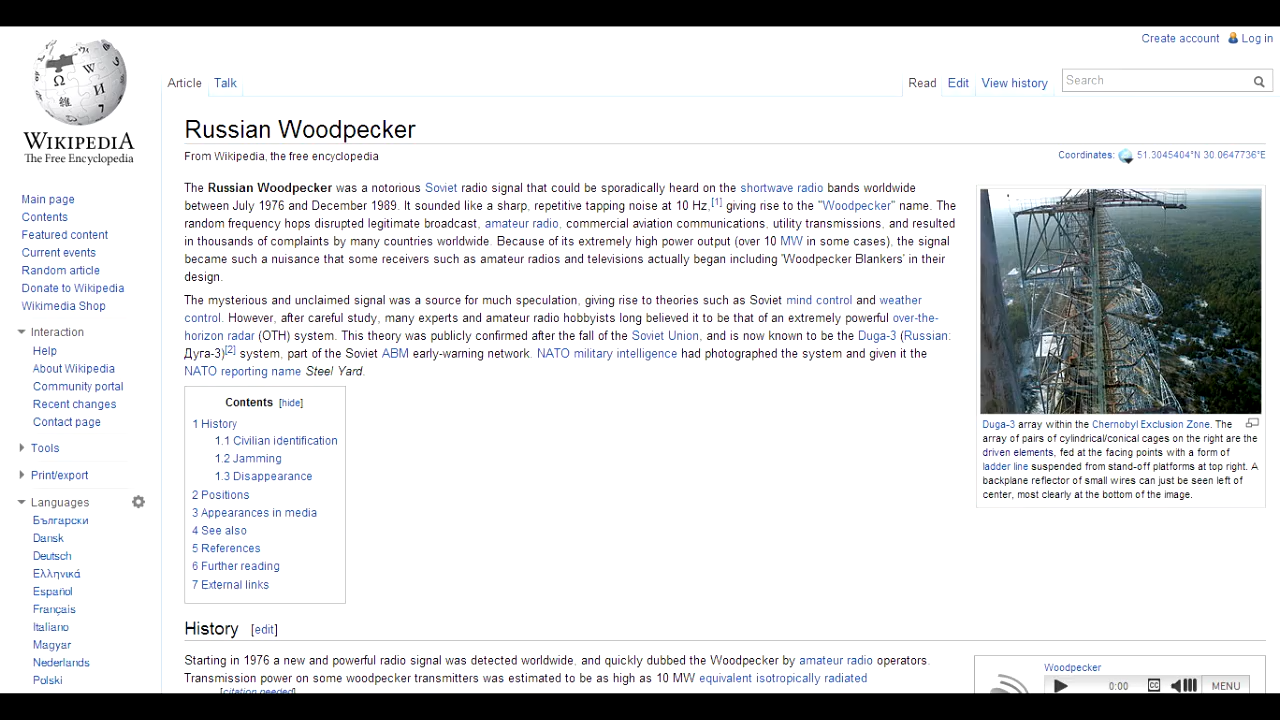 Create account Log in
Article Talk Read Edit View history Search
WIKIPEDIA
The Free Encyclopedia
Main page
Contents
Featured content
Current events
Random article
Donate to Wikipedia
Wikimedia Shop
Interaction
Help
About Wikipedia
Community portal
Recent changes
Contact page
Tools
Print/export
Languages
Български
Dansk
Deutsch
Ελληνικά
Español
Français
Italiano
Magyar
Nederlands
Polski
Russian Woodpecker
From Wikipedia, the free encyclopedia
Coordinates: 51.3045404°N 30.0647736°E
The Russian Woodpecker was a notorious Soviet radio signal that could be sporadically heard on the shortwave radio bands worldwide
between July 1976 and December 1989. It sounded like a sharp, repetitive tapping noise at 10 Hz,[1] giving rise to the "Woodpecker" name. The
random frequency hops disrupted legitimate broadcast, amateur radio, commercial aviation communications, utility transmissions, and resulted
in thousands of complaints by many countries worldwide. Because of its extremely high power output (over 10 MW in some cases), the signal
became such a nuisance that some receivers such as amateur radios and televisions actually began including 'Woodpecker Blankers' in their
design.
The mysterious and unclaimed signal was a source for much speculation, giving rise to theories such as Soviet mind control and weather
control. However, after careful study, many experts and amateur radio hobbyists long believed it to be that of an extremely powerful over-the-
horizon radar (OTH) system. This theory was publicly confirmed after the fall of the Soviet Union, and is now known to be the Duga-3 (Russian:
Дуга-3)[2] system, part of the Soviet ABM early-warning network. NATO military intelligence had photographed the system and given it the
NATO reporting name Steel Yard.
Duga-3 array within the Chernobyl Exclusion Zone. The
array of pairs of cylindrical/conical cages on the right are the
driven elements, fed at the facing points with a form of
ladder line suspended from stand-off platforms at top right. A
backplane reflector of small wires can just be seen left of
center, most clearly at the bottom of the image.
Contents [hide]
1 History
1.1 Civilian identification
1.2 Jamming
1.3 Disappearance
2 Positions
3 Appearances in media
4 See also
5 References
6 Further reading
7 External links
History [edit]
Starting in 1976 a new and powerful radio signal was detected worldwide, and quickly dubbed the Woodpecker by amateur radio operators.
Transmission power on some woodpecker transmitters was estimated to be as high as 10 MW equivalent isotropically radiated
[citation needed]
Woodpecker
0:00 CC MENU